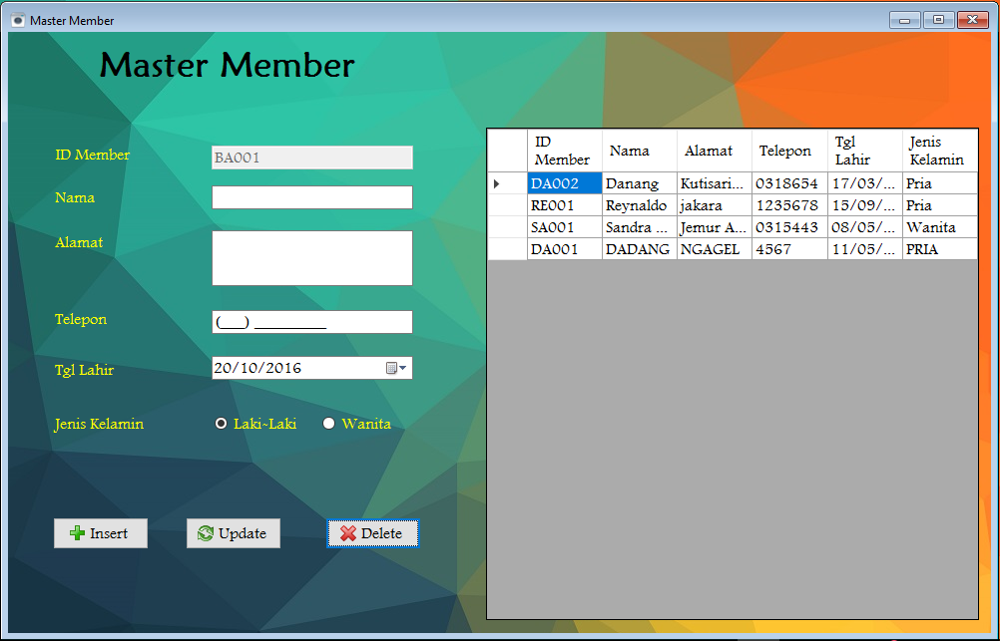 Master Member
Master Member
ID Member
BA001
Nama
Alamat
Telepon
(___) _________
Tgl Lahir
20/10/2016
Jenis Kelamin
Laki-Laki
Wanita
Insert
Update
Delete
ID Member Nama Alamat Telepon Tgl Lahir Jenis Kelamin
DA002 Danang Kutisari... 0318654 17/03/... Pria
RE001 Reynaldo jakara 1235678 15/09/... Pria
SA001 Sandra ... Jemur A... 0315443 08/05/... Wanita
DA001 DADANG NGAGEL 4567 11/05/... PRIA